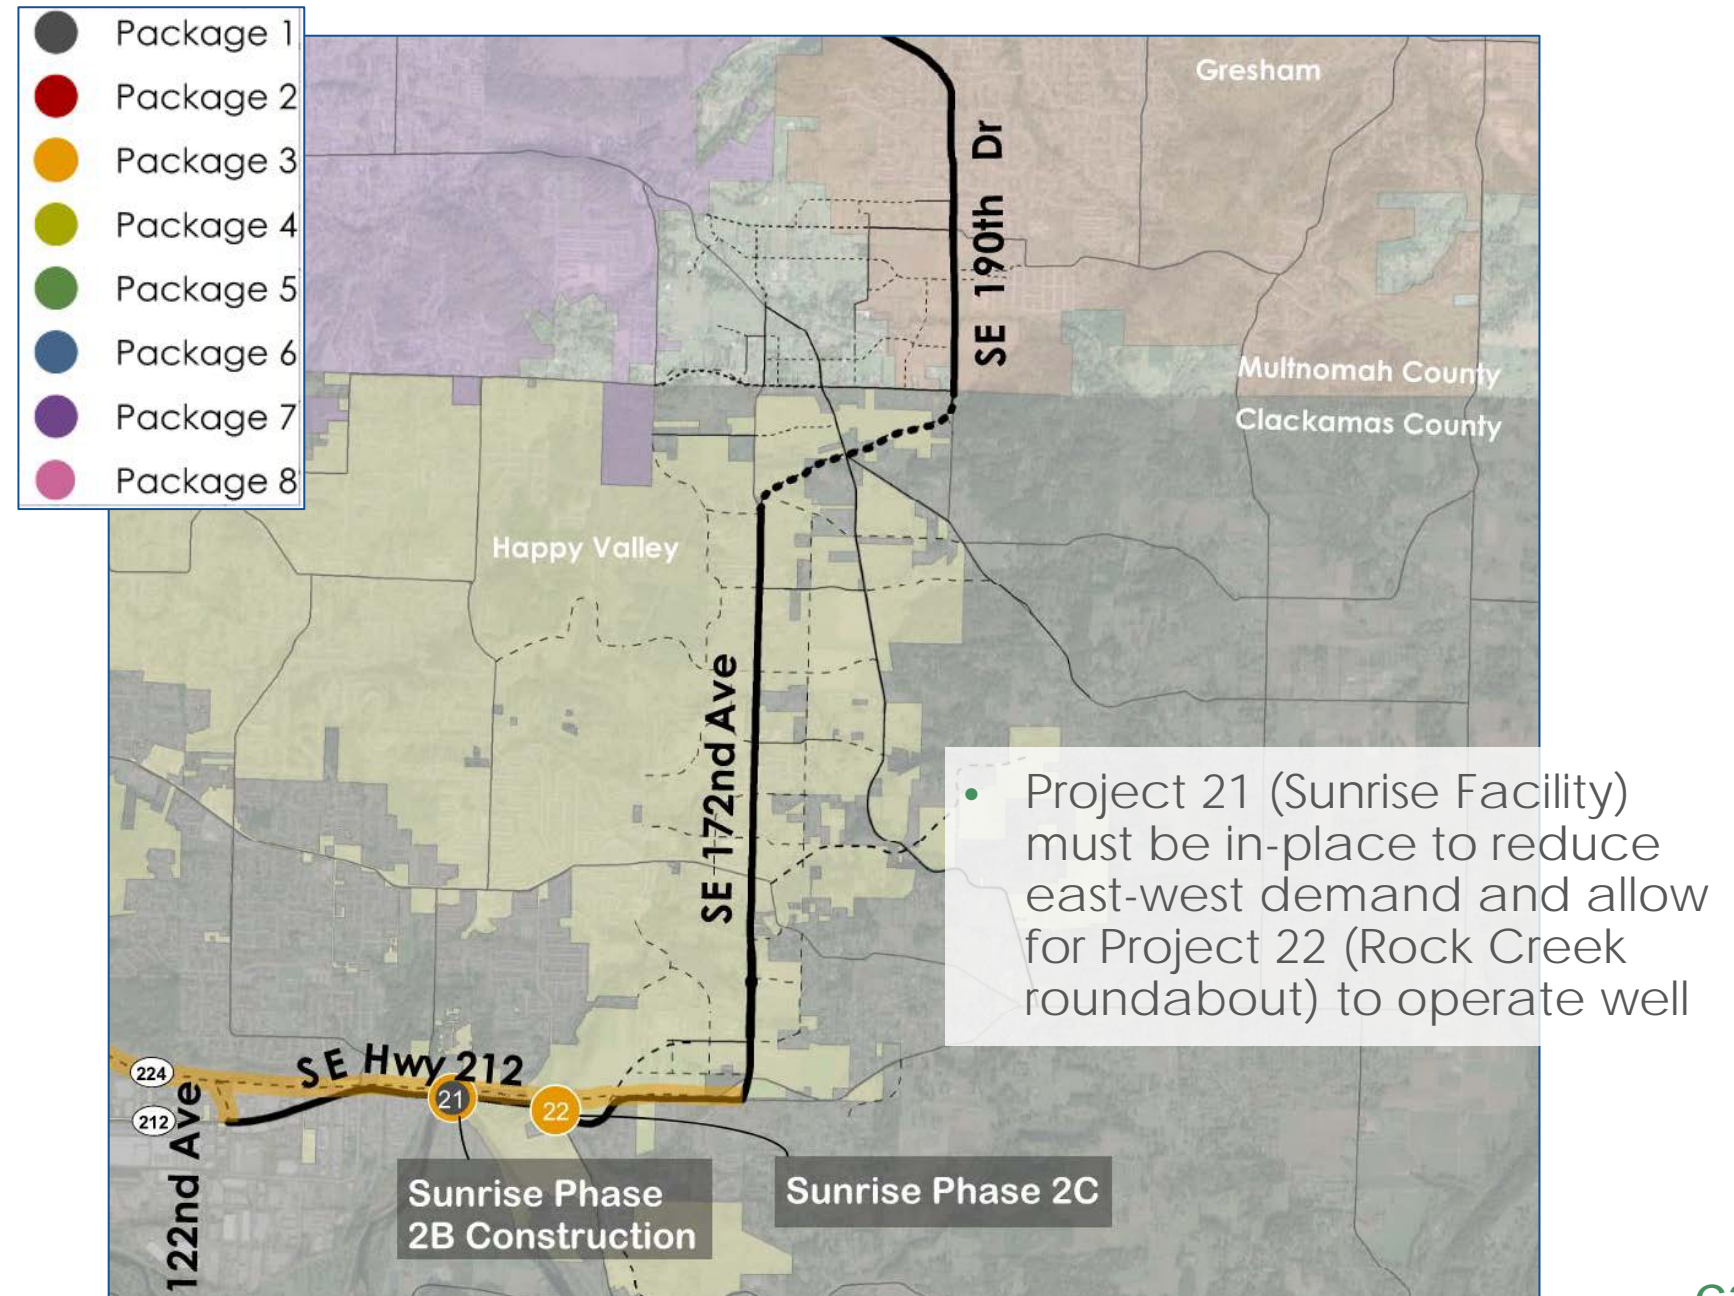 Package 1
Package 2
Package 3
Package 4
Package 5
Package 6
Package 7
Package 8
Gresham
SE 190th Dr
Multnomah County
Clackamas County
Happy Valley
SE 172nd Ave
• Project 21 (Sunrise Facility)
must be in-place to reduce
east-west demand and allow
for Project 22 (Rock Creek
roundabout) to operate well
SE Hwy 212
224
212
122nd Ave
21
22
Sunrise Phase
2B Construction
Sunrise Phase 2C